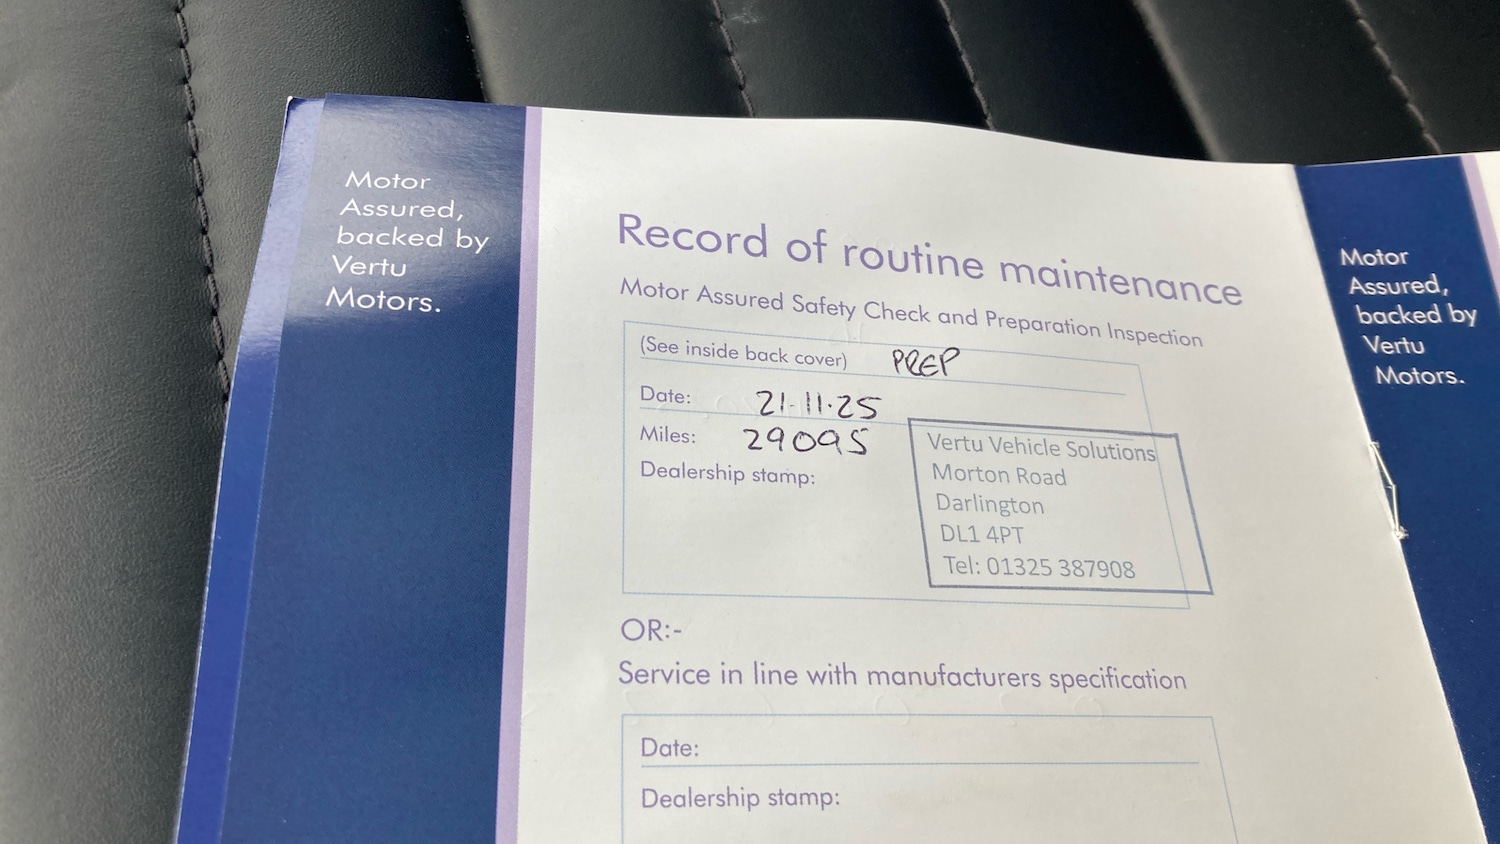 Motor
Assured,
backed by
Vertu
Motors.
Record of routine maintenance
Motor Assured Safety Check and Preparation Inspection
(See inside back cover) PREP
Date: 21-11-25
Miles: 29095
Dealership stamp:
Vertu Vehicle Solutions
Morton Road
Darlington
DL1 4PT
Tel: 01325 387908
OR:-
Service in line with manufacturers specification
Date:
Dealership stamp:
Motor
Assured,
backed by
Vertu
Motors.